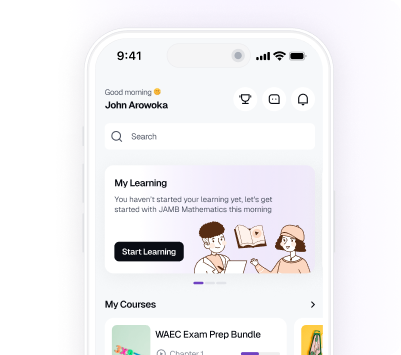 9:41
Good morning
John Arowoka
Search
My Learning
You haven't started your learning yet, let's get
started with JAMB Mathematics this morning
Start Learning
My Courses
WAEC Exam Prep Bundle
Chapter 1